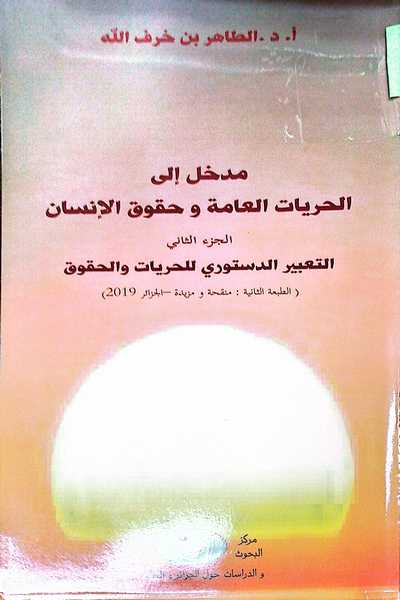 أ. د. الطاهر بن خرف الله
مدخل إلى
الحريات العامة و حقوق الإنسان
الجزء الثاني
التعبير الدستوري للحريات والحقوق
( الطبعة الثانية : منقحة و مزيدة –الجزائر 2019)
مركز
البحوث
و الدراسات حول الجزائر و